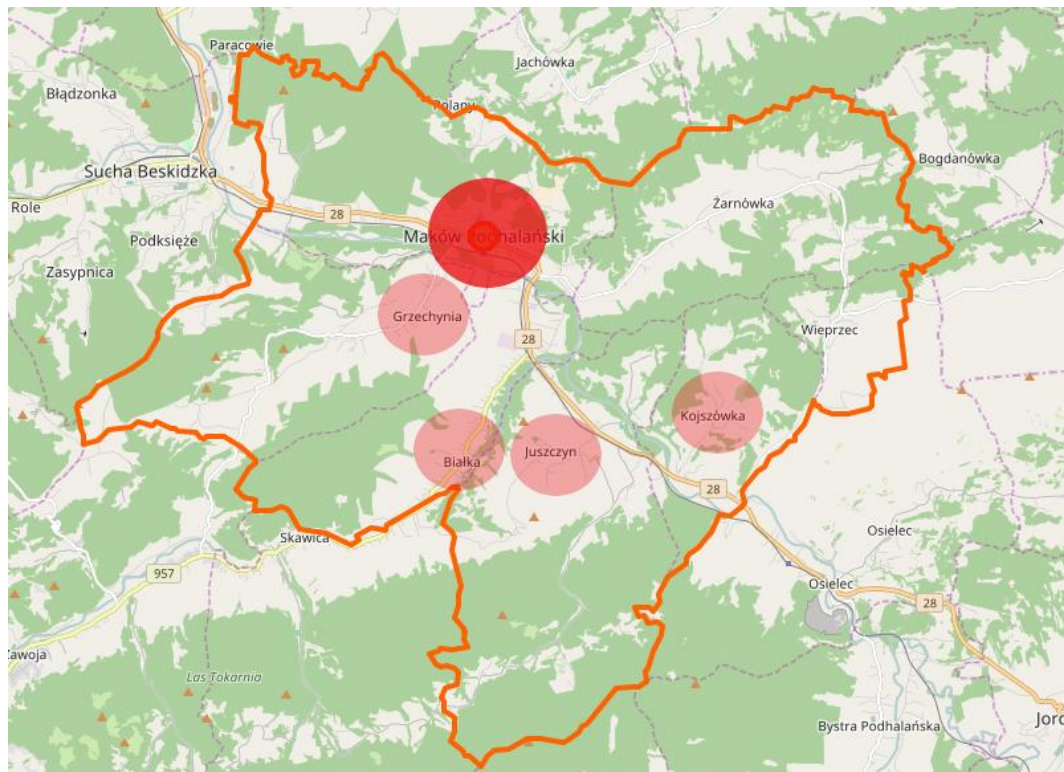 Paracowie
Jachówka
Błądzonka
Polany
Bogdanówka
Sucha Beskidzka
Role
28
Żarnówka
Podksięże
Maków Podhalański
Zasypnica
Grzechynia
Wieprzec
28
Kojszówka
Juszczyn
Białka
28
Osielec
Skawica
957
Osielec
28
Zawoja
Las Tokarnia
Bystra Podhalańska
Jord